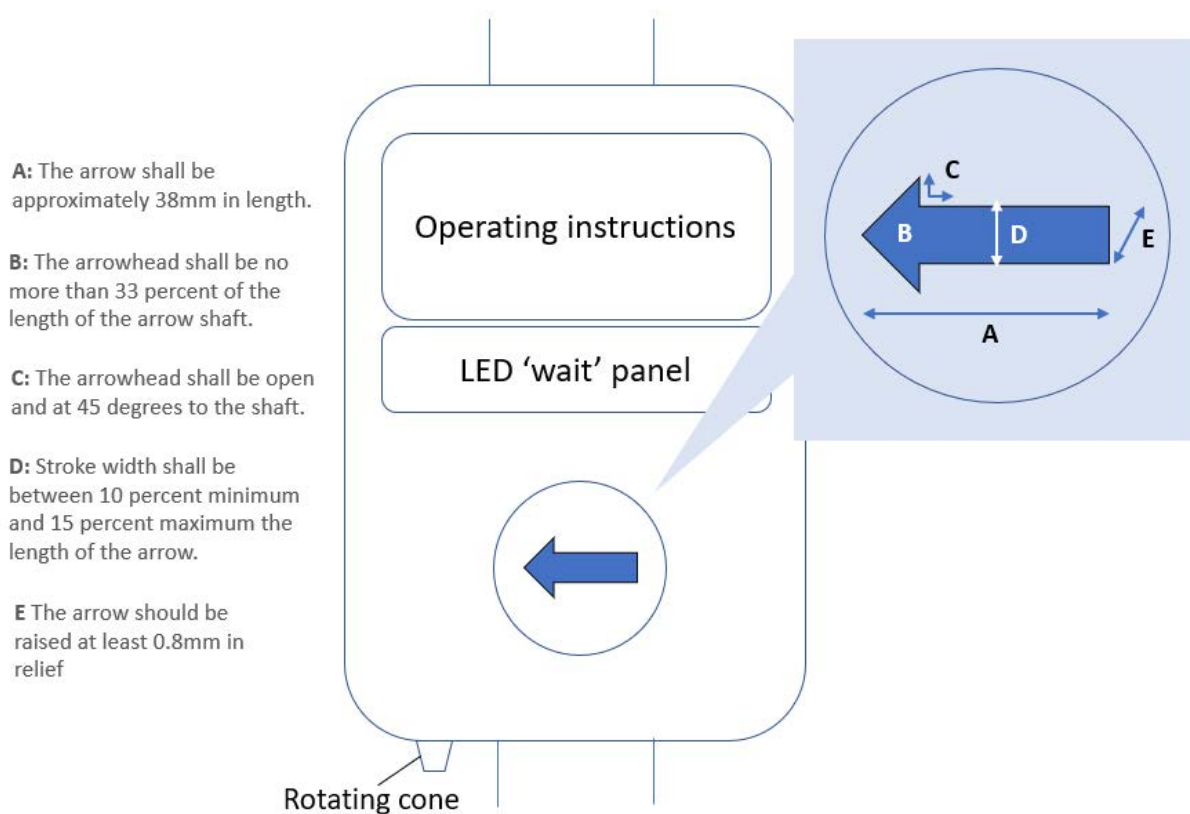 A: The arrow shall be
approximately 38mm in length.
B: The arrowhead shall be no
more than 33 percent of the
length of the arrow shaft.
C: The arrowhead shall be open
and at 45 degrees to the shaft.
D: Stroke width shall be
between 10 percent minimum
and 15 percent maximum the
length of the arrow.
E The arrow should be
raised at least 0.8mm in
relief
Operating instructions
LED ‘wait’ panel
Rotating cone
C
B
D
E
A